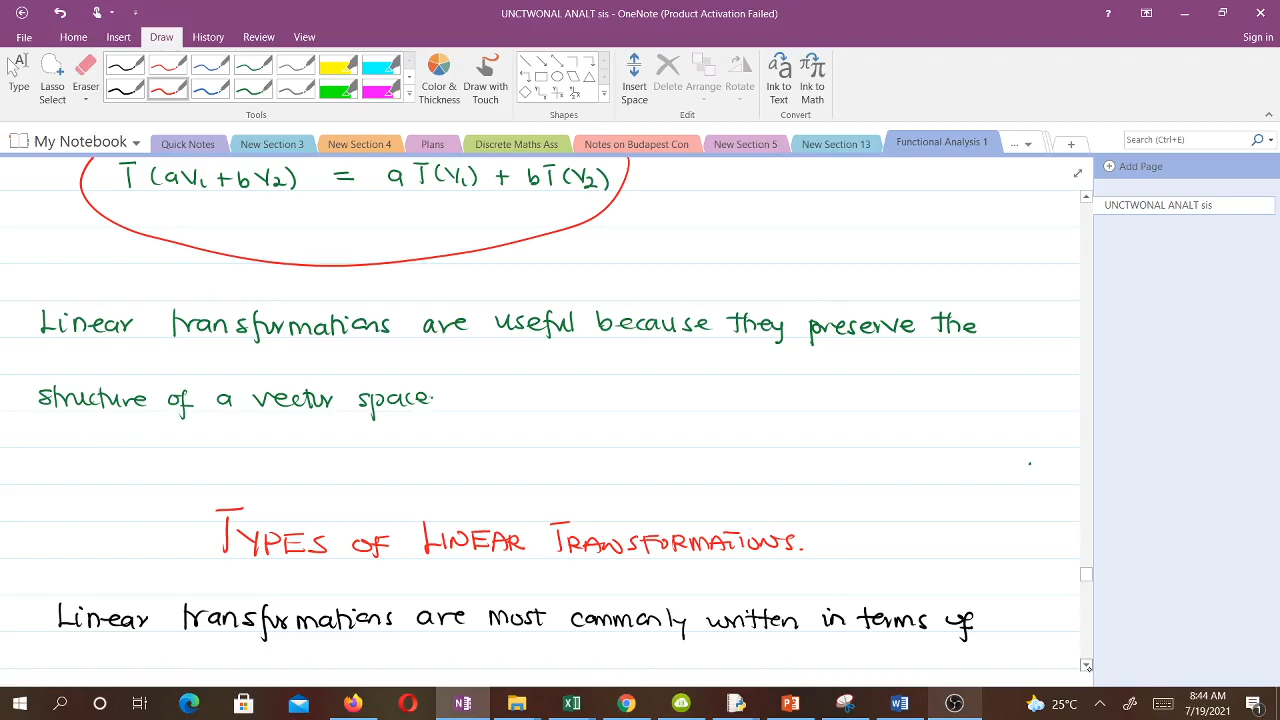 UNCTWONAL ANALT sis - OneNote (Product Activation Failed)
Sign in
File Home Insert Draw History Review View
Type
Lasso Select
Eraser
Color & Thickness
Draw with Touch
Insert Space
Delete
Arrange
Rotate
Ink to Text
Ink to Math
Tools
Shapes
Edit
Convert
My Notebook
Quick Notes
New Section 3
New Section 4
Plans
Discrete Maths Ass
Notes on Budapest Con
New Section 5
New Section 13
Functional Analysis 1
...
Search (Ctrl+E)
Add Page
UNCTWONAL ANALT sis
T (aV₁ + bV₂) = a T(V₁) + bT(V₂)
Linear transformations are useful because they preserve the
structure of a vector space.
TYPES OF LINEAR TRANSFORMATIONS.
Linear transformations are most commonly written in terms of
25°C
8:44 AM
7/19/2021